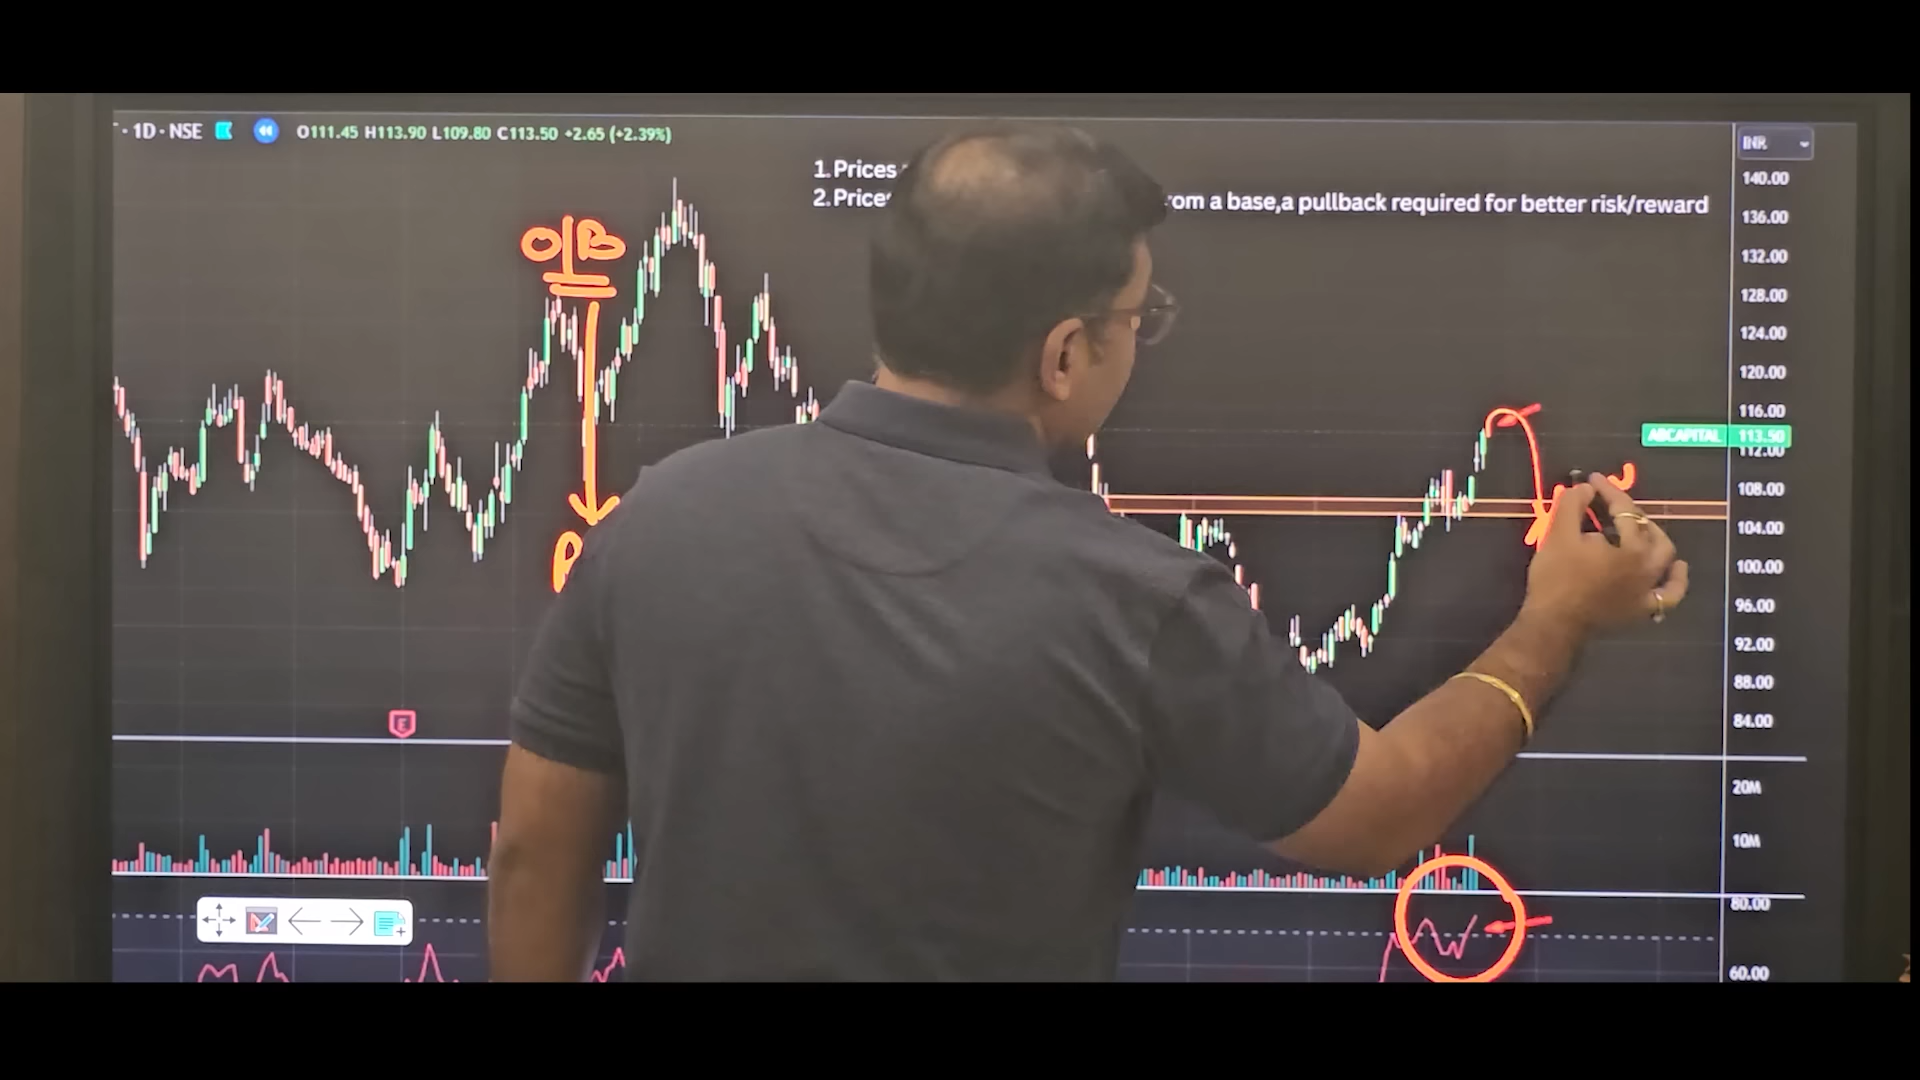 1D · NSE O111.45 H113.90 L109.80 C113.50 +2.65 (+2.39%)
INR
1. Prices
2. Prices from a base,a pullback required for better risk/reward
O/B
140.00
136.00
132.00
128.00
124.00
120.00
116.00
ABCAPITAL 113.50
112.00
108.00
104.00
100.00
96.00
92.00
88.00
84.00
E
20M
10M
80.00
60.00